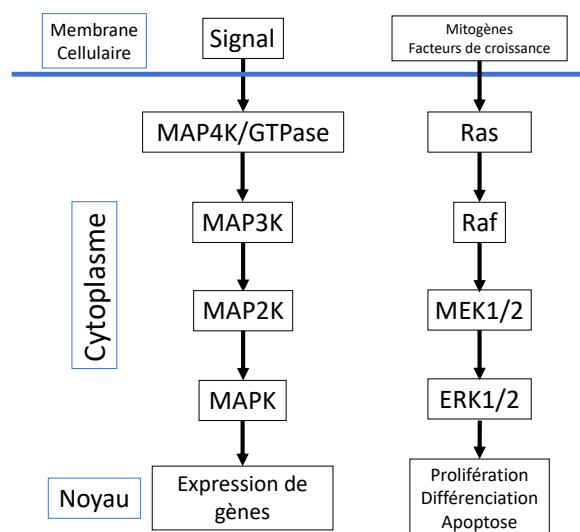 Membrane
Cellulaire
Signal
Mitogènes
Facteurs de croissance
MAP4K/GTPase
Ras
MAP3K
Raf
Cytoplasme
MAP2K
MEK1/2
MAPK
ERK1/2
Noyau
Expression de
gènes
Prolifération
Différenciation
Apoptose